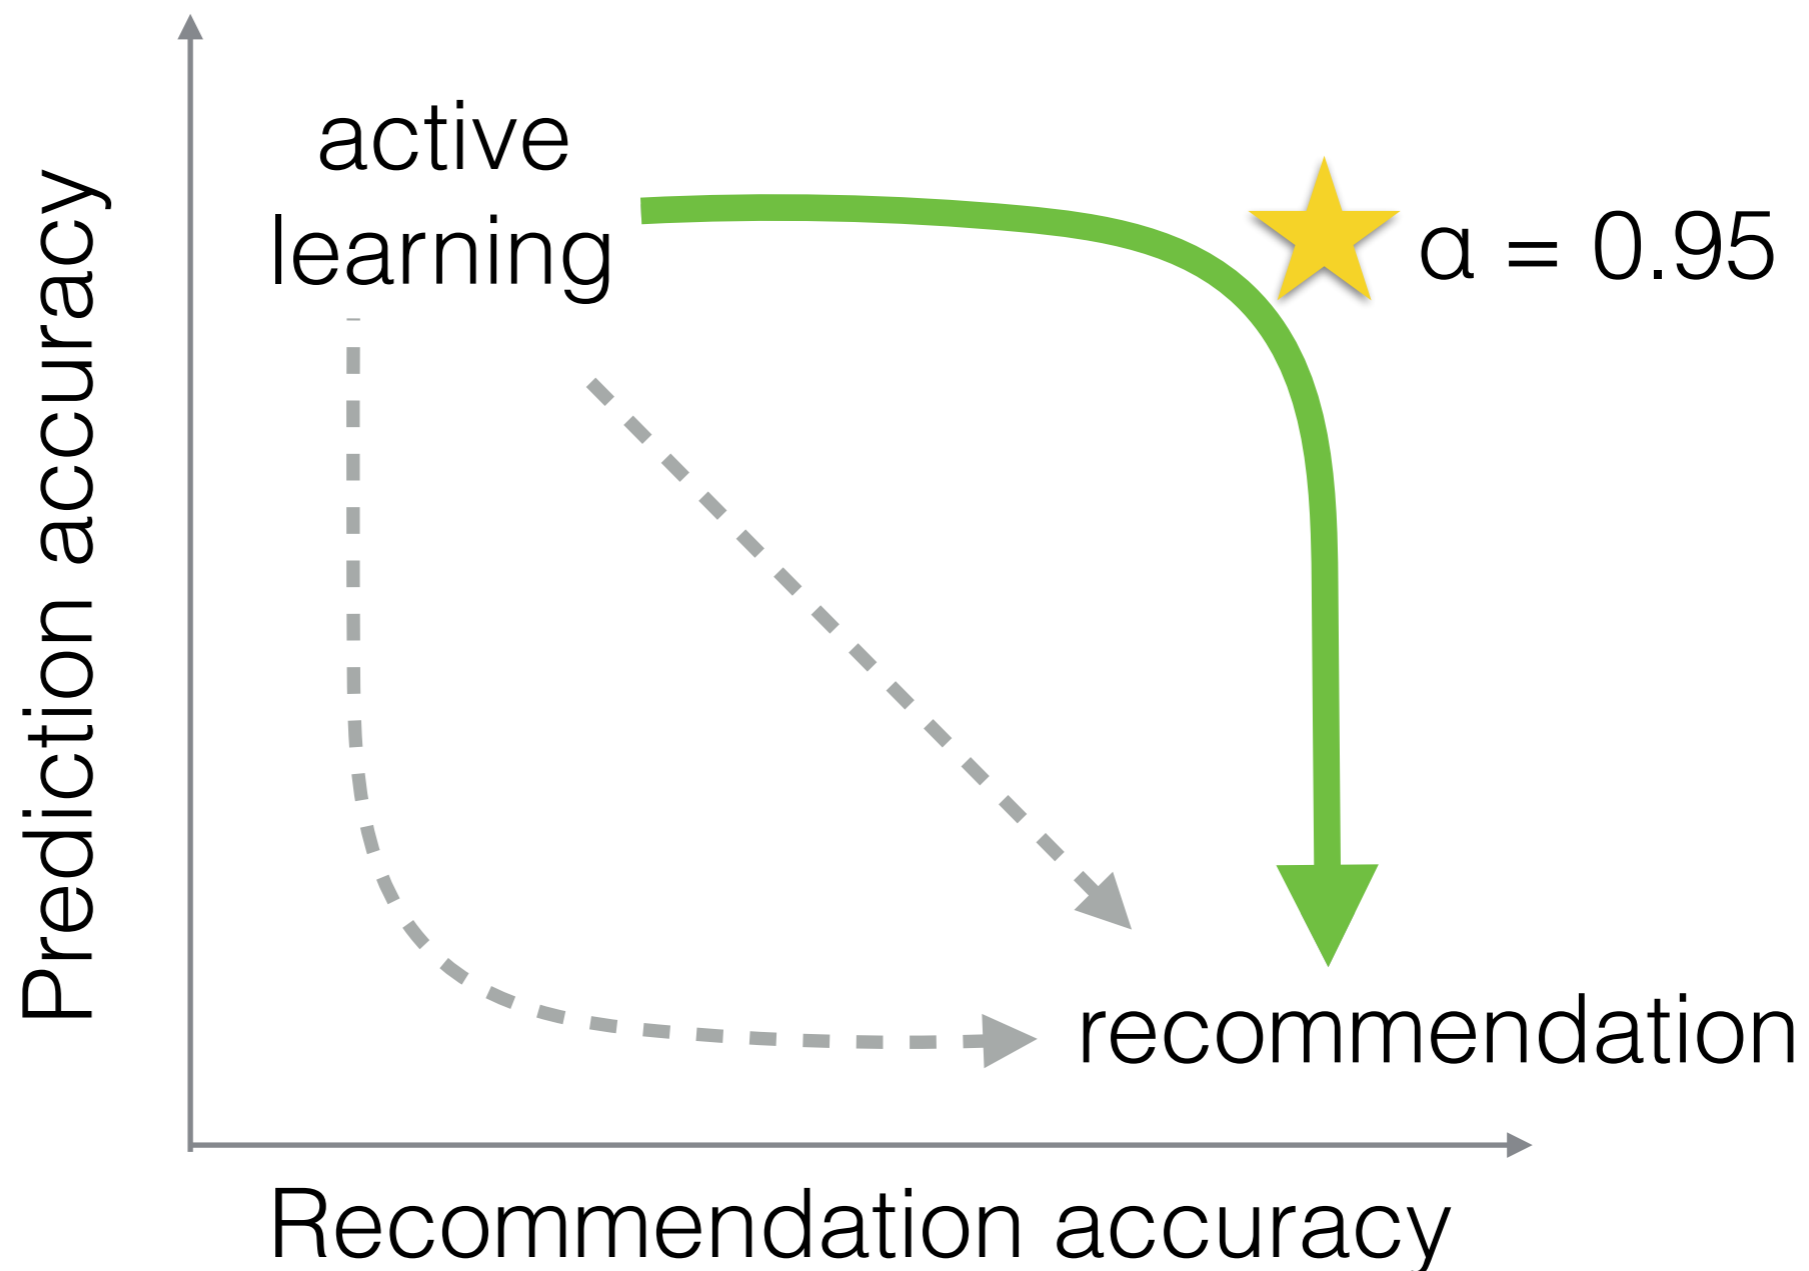 Prediction accuracy
active
learning
α = 0.95
recommendation
Recommendation accuracy